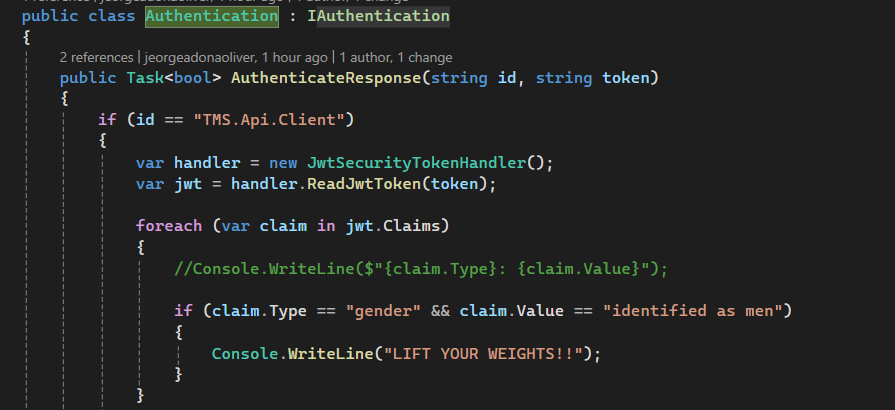 public class Authentication : IAuthentication
{
2 references | jeorgeadonaoliver, 1 hour ago | 1 author, 1 change
public Task<bool> AuthenticateResponse(string id, string token)
{
if (id == "TMS.Api.Client")
{
var handler = new JwtSecurityTokenHandler();
var jwt = handler.ReadJwtToken(token);
foreach (var claim in jwt.Claims)
{
//Console.WriteLine($"{claim.Type}: {claim.Value}");
if (claim.Type == "gender" && claim.Value == "identified as men")
{
Console.WriteLine("LIFT YOUR WEIGHTS!!");
}
}